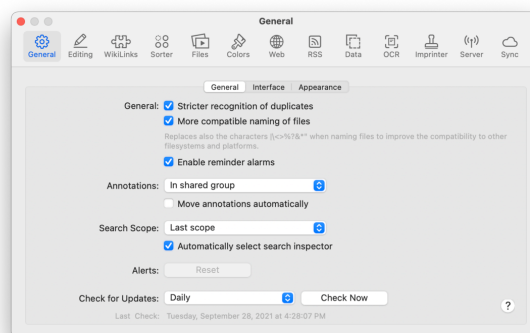 General
General Editing WikiLinks Sorter Files Colors Web RSS Data OCR Imprinter Server Sync
General Interface Appearance
General: Stricter recognition of duplicates
More compatible naming of files
Replaces also the characters |\<>%?&*" when naming files to improve the compatibility to other
filesystems and platforms.
Enable reminder alarms
Annotations: In shared group
Move annotations automatically
Search Scope: Last scope
Automatically select search inspector
Alerts: Reset
Check for Updates: Daily Check Now
Last Check: Tuesday, September 28, 2021 at 4:28:07 PM
?